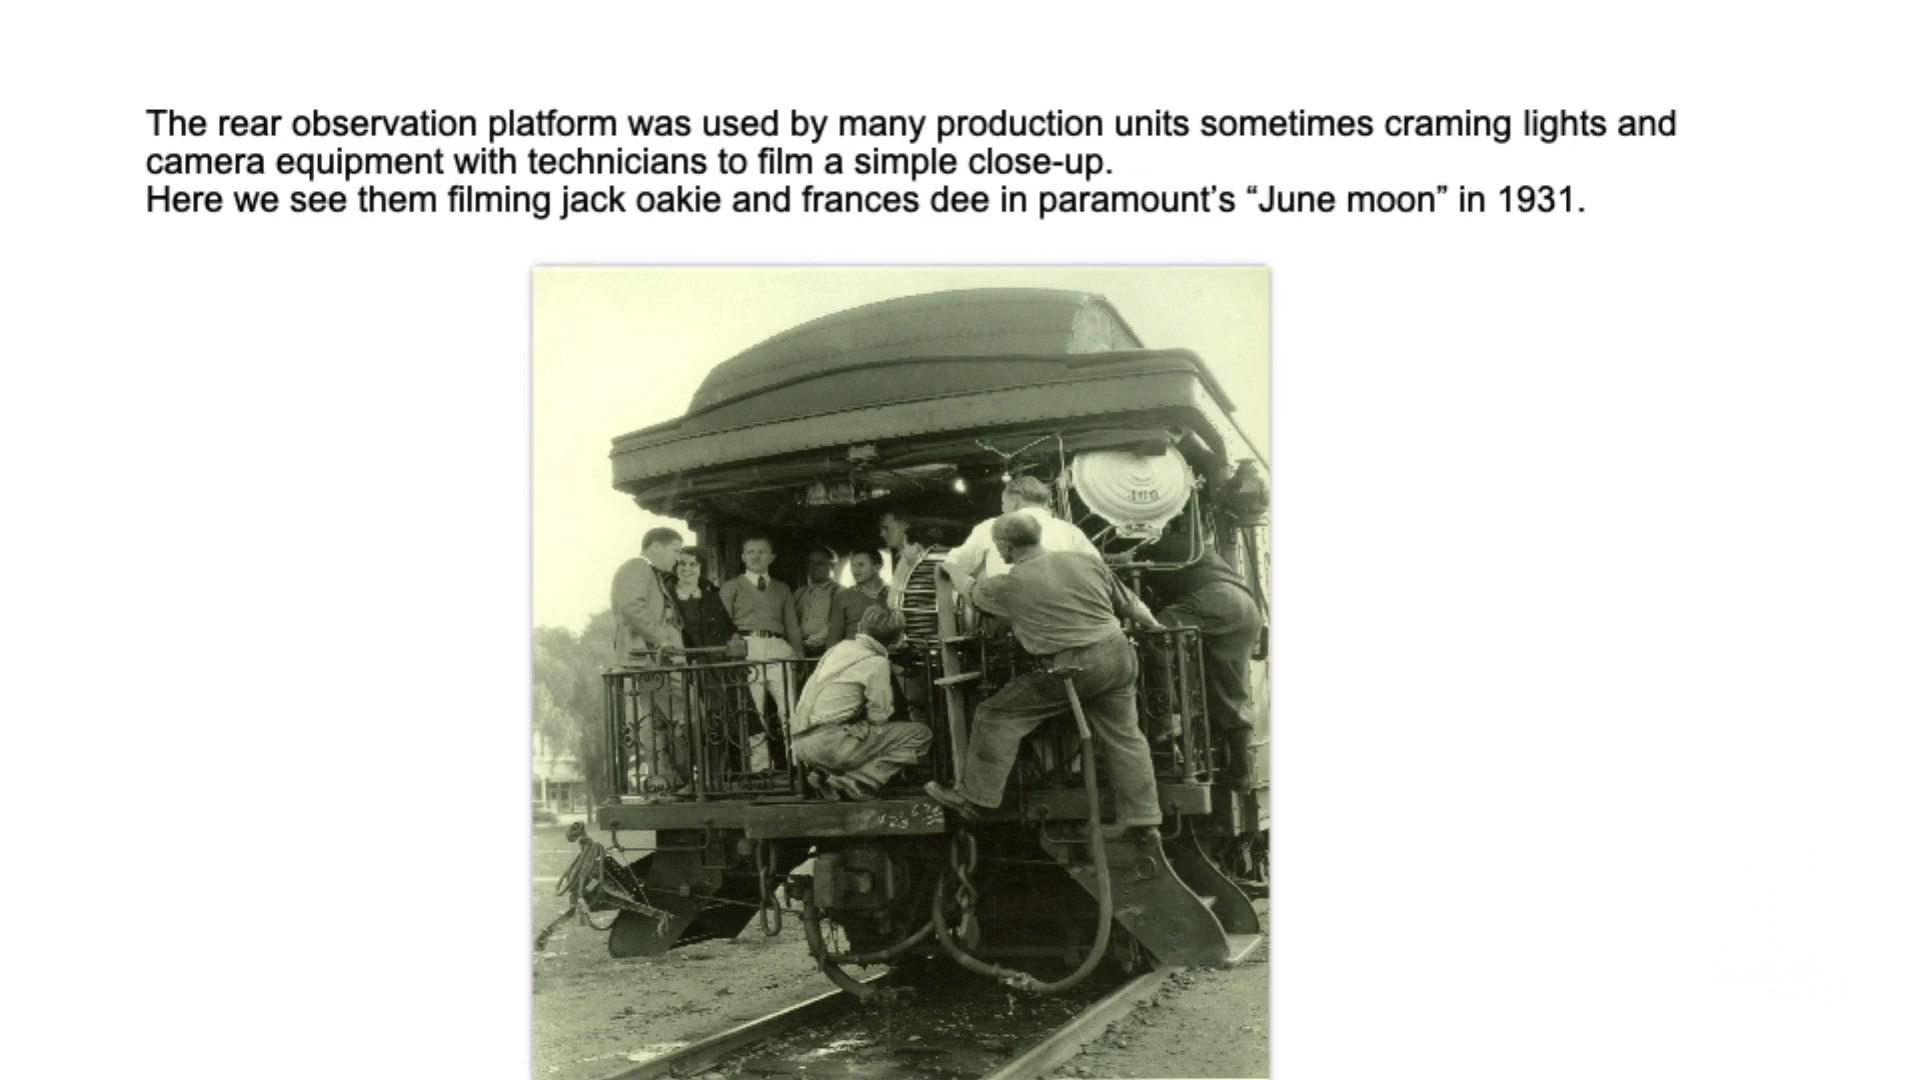 The rear observation platform was used by many production units sometimes craming lights and
camera equipment with technicians to film a simple close-up.
Here we see them filming jack oakie and frances dee in paramount’s “June moon” in 1931.